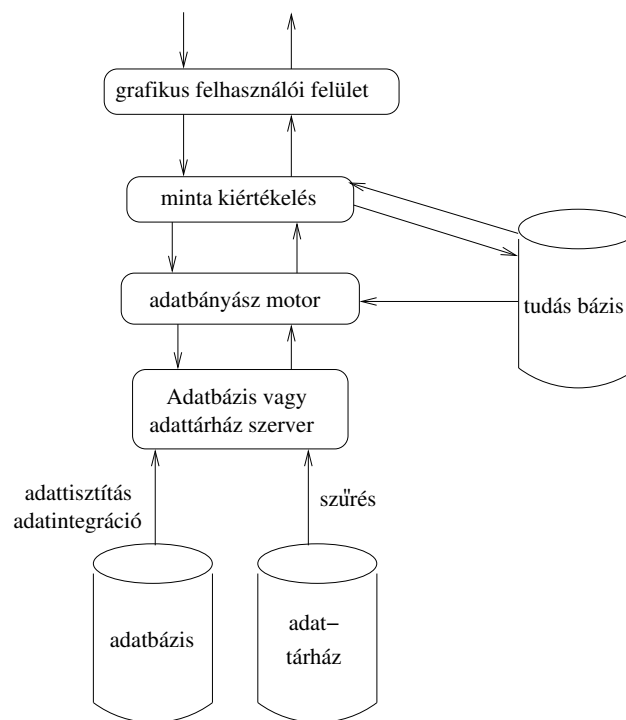 grafikus felhasználói felület
minta kiértékelés
adatbányász motor
tudás bázis
Adatbázis vagy
adattárház szerver
adattisztítás
adatintegráció
szűrés
adatbázis
adat−
tárház